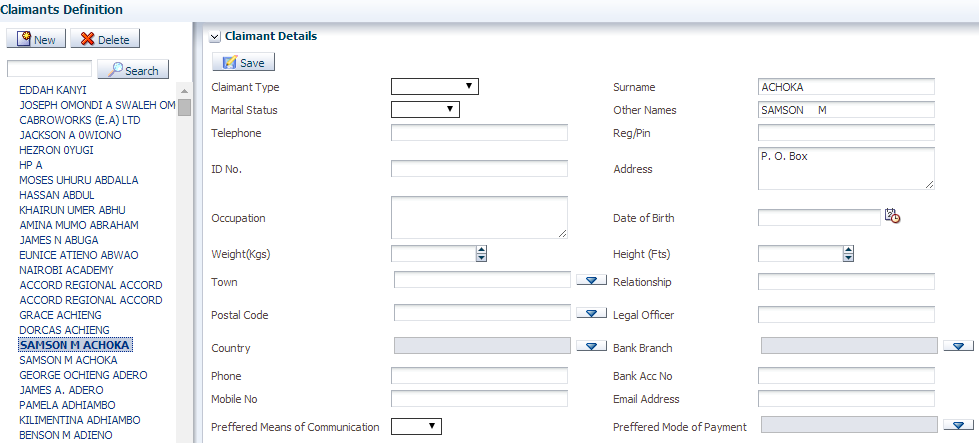 Claimants Definition
New Delete
Search
EDDAH KANYI
JOSEPH OMONDI A SWALEH OM
CABROWORKS (E.A) LTD
JACKSON A 0WIONO
HEZRON 0YUGI
HP A
MOSES UHURU ABDALLA
HASSAN ABDUL
KHAIRUN UMER ABHU
AMINA MUMO ABRAHAM
JAMES N ABUGA
EUNICE ATIENO ABWAO
NAIROBI ACADEMY
ACCORD REGIONAL ACCORD
ACCORD REGIONAL ACCORD
GRACE ACHIENG
DORCAS ACHIENG
SAMSON M ACHOKA
SAMSON M ACHOKA
GEORGE OCHIENG ADERO
JAMES A. ADERO
PAMELA ADHIAMBO
KILIMENTINA ADHIAMBO
BENSON M ADIENO
Claimant Details
Save
Claimant Type Surname ACHOKA
Marital Status Other Names SAMSON M
Telephone Reg/Pin
ID No. Address P. O. Box
Occupation Date of Birth
Weight(Kgs) Height (Fts)
Town Relationship
Postal Code Legal Officer
Country Bank Branch
Phone Bank Acc No
Mobile No Email Address
Preffered Means of Communication Preffered Mode of Payment